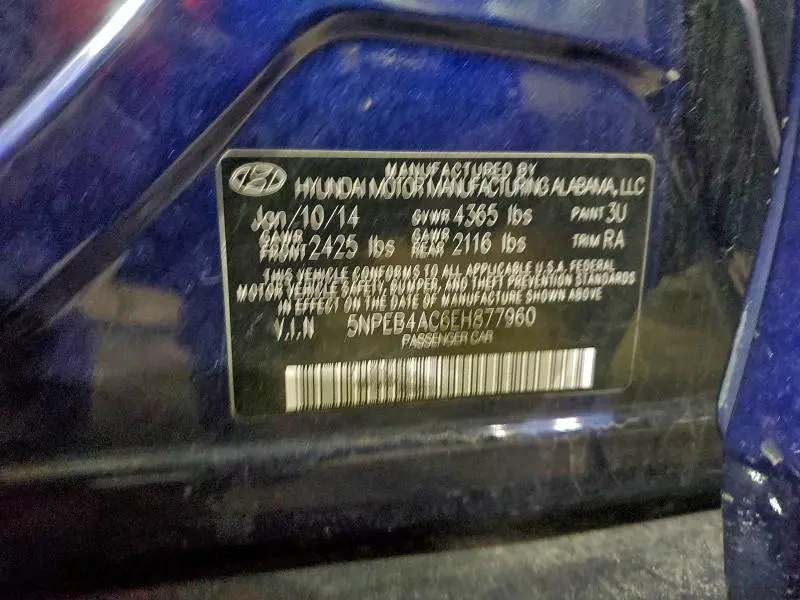 MANUFACTURED BY
HYUNDAI MOTOR MANUFACTURING ALABAMA, LLC
Jan/10/14 GVWR 4365 lbs PAINT 3U
GAWR FRONT 2425 lbs GAWR REAR 2116 lbs TRIM RA
THIS VEHICLE CONFORMS TO ALL APPLICABLE U.S.A. FEDERAL
MOTOR VEHICLE SAFETY, BUMPER, AND THEFT PREVENTION STANDARDS
IN EFFECT ON THE DATE OF MANUFACTURE SHOWN ABOVE
V.I.N 5NPEB4AC6EH877960
PASSENGER CAR